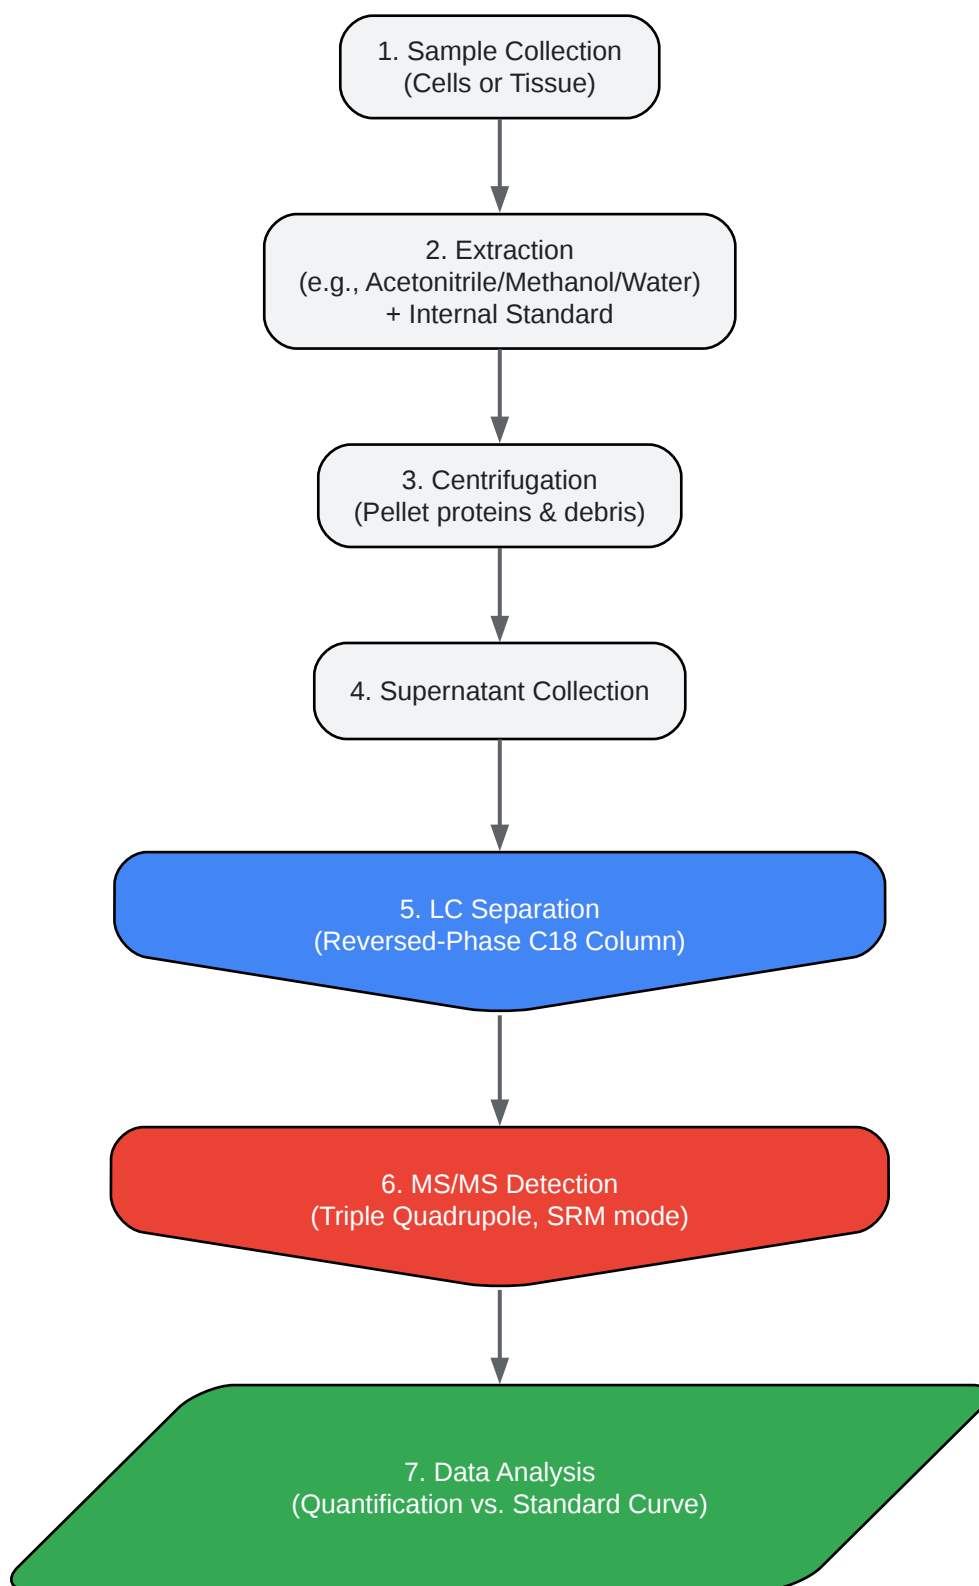 1. Sample Collection
(Cells or Tissue)
2. Extraction
(e.g., Acetonitrile/Methanol/Water)
+ Internal Standard
3. Centrifugation
(Pellet proteins & debris)
4. Supernatant Collection
5. LC Separation
(Reversed-Phase C18 Column)
6. MS/MS Detection
(Triple Quadrupole, SRM mode)
7. Data Analysis
(Quantification vs. Standard Curve)